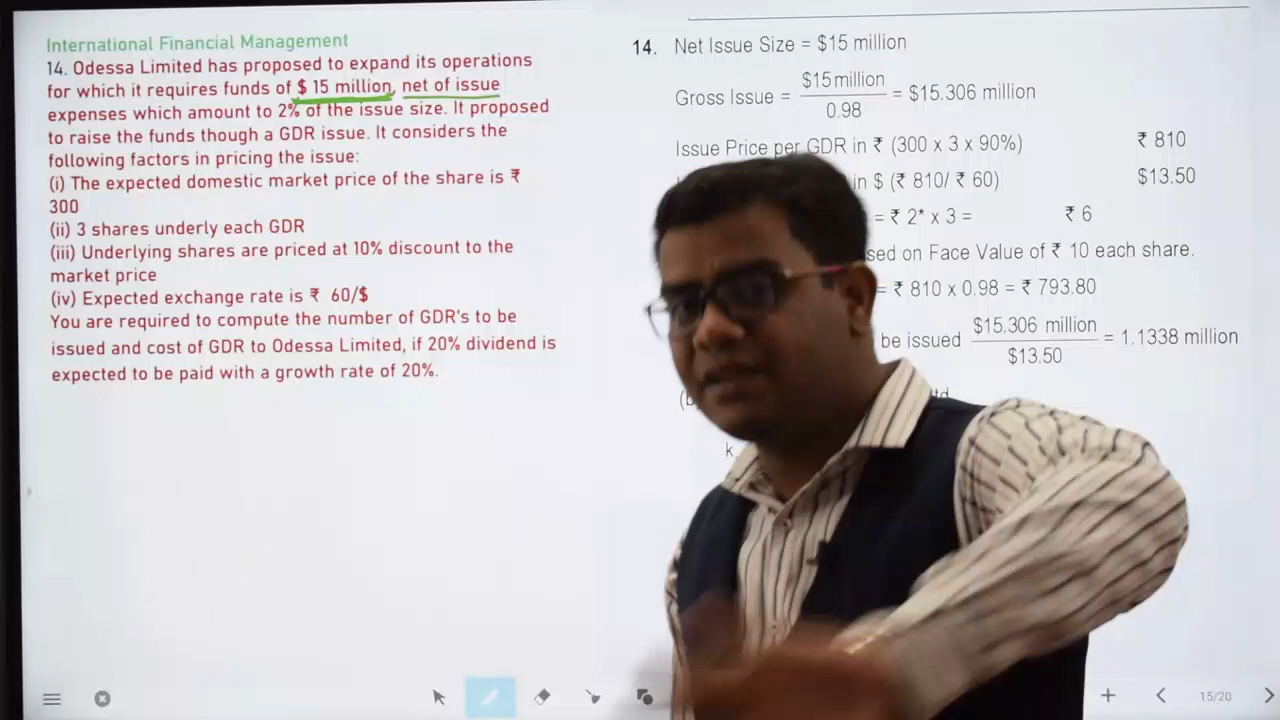 International Financial Management
14. Odessa Limited has proposed to expand its operations
for which it requires funds of $ 15 million, net of issue
expenses which amount to 2% of the issue size. It proposed
to raise the funds though a GDR issue. It considers the
following factors in pricing the issue:
(i) The expected domestic market price of the share is ₹
300
(ii) 3 shares underly each GDR
(iii) Underlying shares are priced at 10% discount to the
market price
(iv) Expected exchange rate is ₹ 60/$
You are required to compute the number of GDR's to be
issued and cost of GDR to Odessa Limited, if 20% dividend is
expected to be paid with a growth rate of 20%.
14. Net Issue Size = $15 million
Gross Issue = $15 million / 0.98 = $15.306 million
Issue Price per GDR in ₹ (300 x 3 x 90%) ₹ 810
in $ (₹ 810/ ₹ 60) $13.50
= ₹ 2* x 3 = ₹ 6
on Face Value of ₹ 10 each share.
= ₹ 810 x 0.98 = ₹ 793.80
be issued $15.306 million / $13.50 = 1.1338 million
15/20